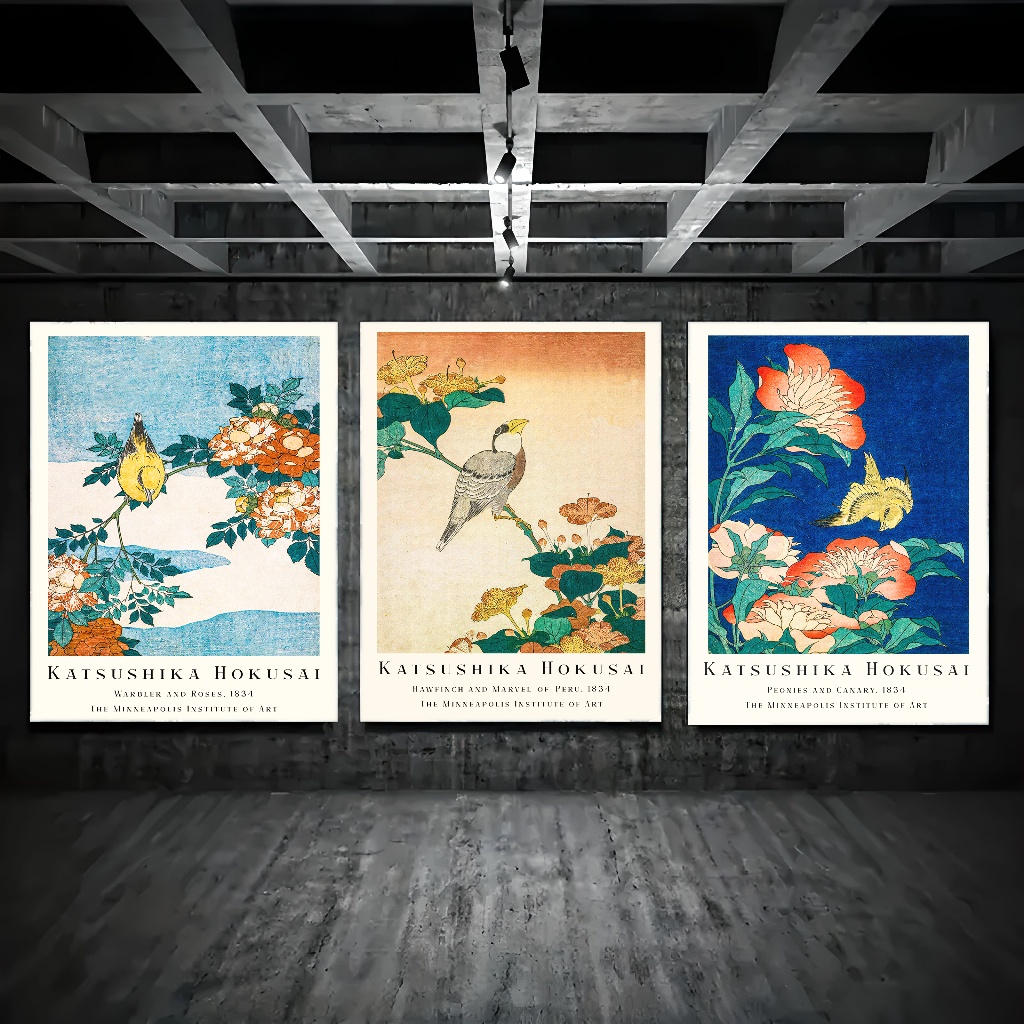 KATSUSHIKA HOKUSAI
WARBLER AND ROSES, 1834
THE MINNEAPOLIS INSTITUTE OF ART
KATSUSHIKA HOKUSAI
HAWFINCH AND MARVEL OF PERU, 1834
THE MINNEAPOLIS INSTITUTE OF ART
KATSUSHIKA HOKUSAI
PEONIES AND CANARY, 1834
THE MINNEAPOLIS INSTITUTE OF ART